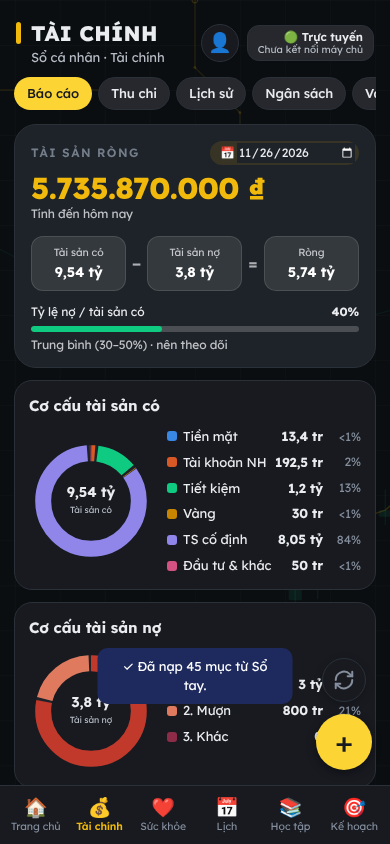 TÀI CHÍNH
Sổ cá nhân · Tài chính
Trực tuyến
Chưa kết nối máy chủ
Báo cáo
Thu chi
Lịch sử
Ngân sách
TÀI SẢN RÒNG
11/26/2026
5.735.870.000 ₫
Tính đến hôm nay
Tài sản có
9,54 tỷ
–
Tài sản nợ
3,8 tỷ
=
Ròng
5,74 tỷ
Tỷ lệ nợ / tài sản có
40%
Trung bình (30–50%) · nên theo dõi
Cơ cấu tài sản có
9,54 tỷ
Tài sản có
Tiền mặt 13,4 tr <1%
Tài khoản NH 192,5 tr 2%
Tiết kiệm 1,2 tỷ 13%
Vàng 30 tr <1%
TS cố định 8,05 tỷ 84%
Đầu tư & khác 50 tr <1%
Cơ cấu tài sản nợ
✓ Đã nạp 45 mục từ Sổ
tay.
3,8 tỷ
Tài sản nợ
3 tỷ
2. Mượn 800 tr 21%
3. Khác
+
Trang chủ
Tài chính
Sức khỏe
Lịch
Học tập
Kế hoạch